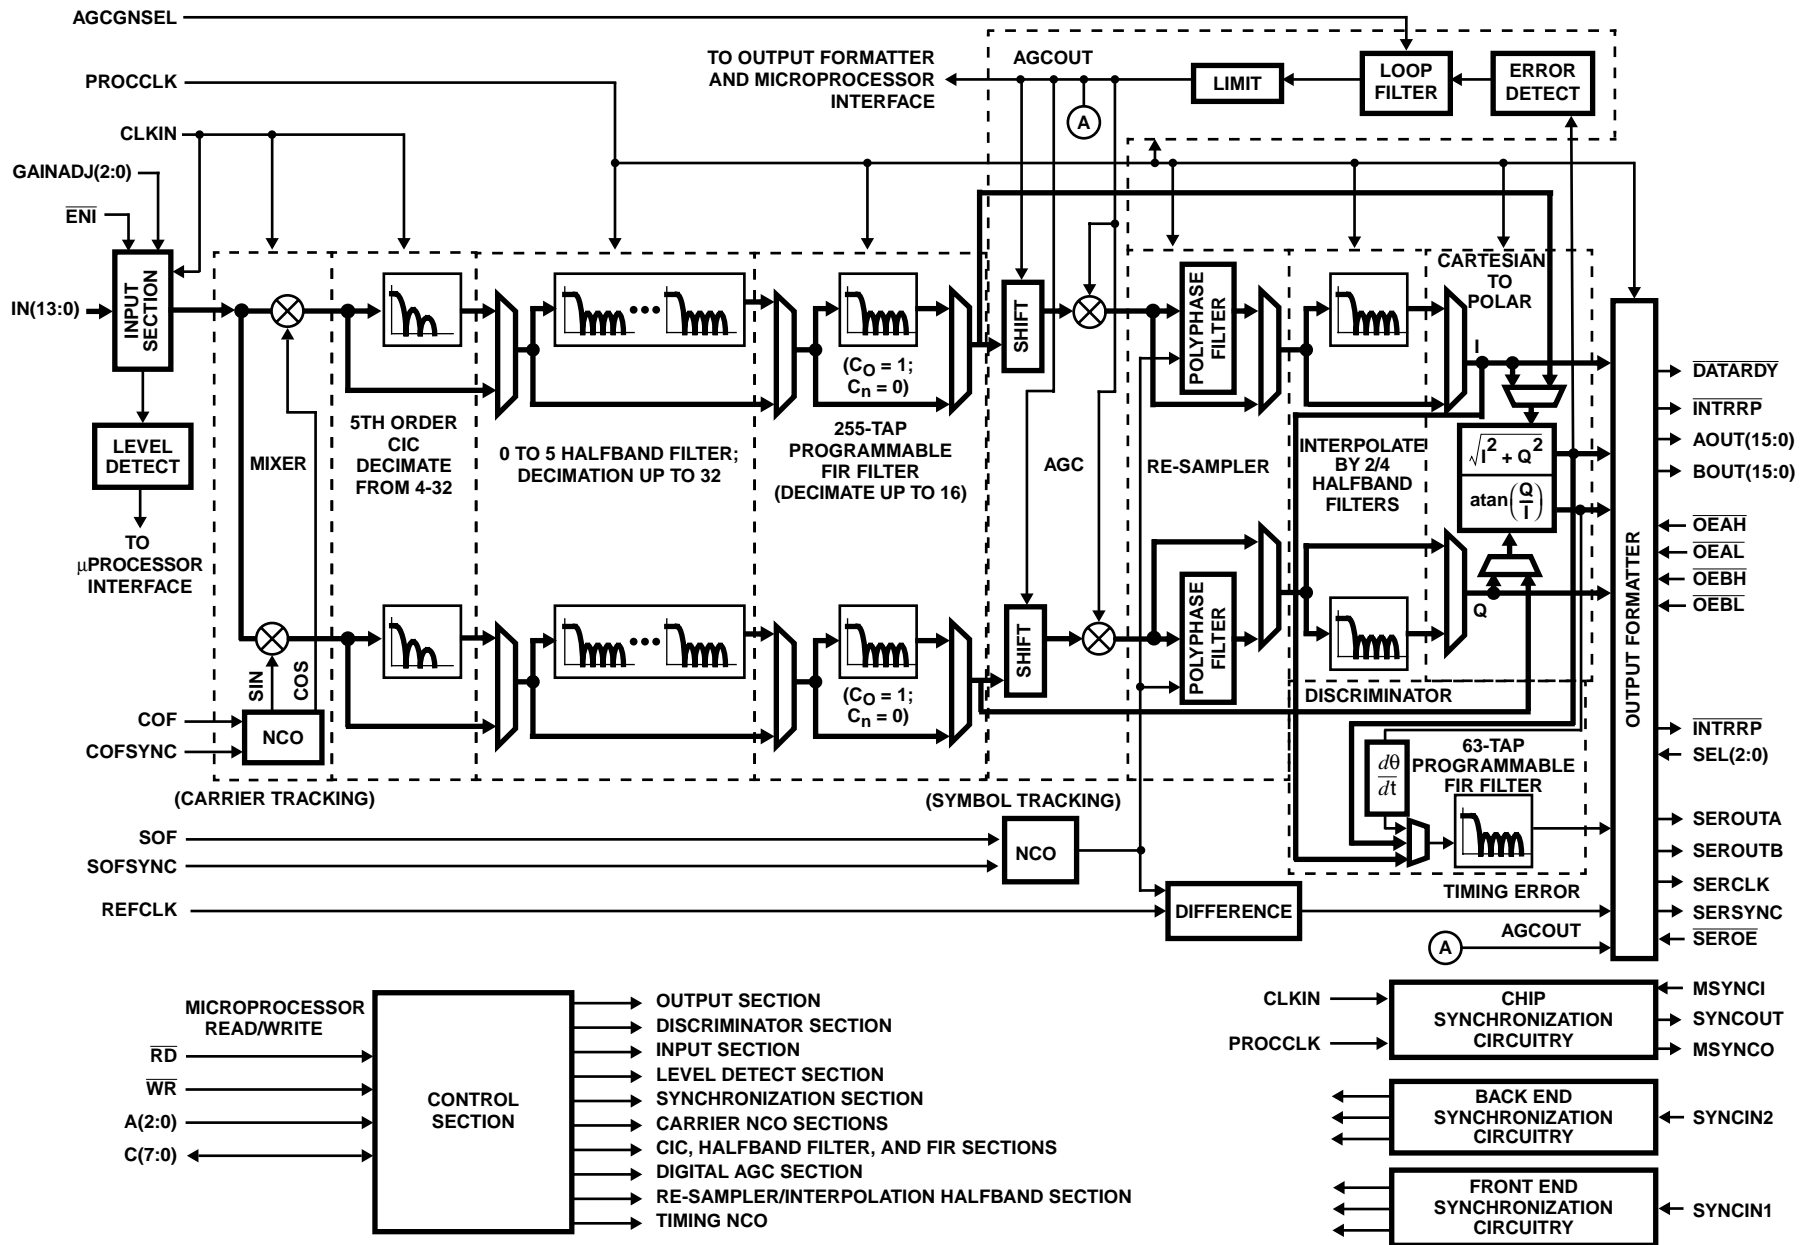 AGCGNSEL
PROCCLK
CLKIN
GAINADJ(2:0)
ENI
IN(13:0)
INPUT
SECTION
LEVEL
DETECT
TO
μPROCESSOR
INTERFACE
TO OUTPUT FORMATTER
AND MICROPROCESSOR
INTERFACE
AGCOUT
A
LIMIT
LOOP
FILTER
ERROR
DETECT
MIXER
SIN
COS
COF
COFSYNC
NCO
(CARRIER TRACKING)
5TH ORDER
CIC
DECIMATE
FROM 4-32
0 TO 5 HALFBAND FILTER;
DECIMATION UP TO 32
(CO = 1;
Cn = 0)
255-TAP
PROGRAMMABLE
FIR FILTER
(DECIMATE UP TO 16)
(CO = 1;
Cn = 0)
SHIFT
AGC
SHIFT
POLYPHASE
FILTER
RE-SAMPLER
POLYPHASE
FILTER
INTERPOLATE
BY 2/4
HALFBAND
FILTERS
CARTESIAN
TO
POLAR
I
√I2 + Q2
atan(Q
I)
Q
DISCRIMINATOR
dθ
dt
63-TAP
PROGRAMMABLE
FIR FILTER
(SYMBOL TRACKING)
SOF
SOFSYNC
NCO
REFCLK
DIFFERENCE
TIMING ERROR
AGCOUT
A
OUTPUT FORMATTER
DATARDY
INTRRP
AOUT(15:0)
BOUT(15:0)
OEAH
OEAL
OEBH
OEBL
INTRRP
SEL(2:0)
SEROUTA
SEROUTB
SERCLK
SERSYNC
SEROE
MICROPROCESSOR
READ/WRITE
RD
WR
A(2:0)
C(7:0)
CONTROL
SECTION
OUTPUT SECTION
DISCRIMINATOR SECTION
INPUT SECTION
LEVEL DETECT SECTION
SYNCHRONIZATION SECTION
CARRIER NCO SECTIONS
CIC, HALFBAND FILTER, AND FIR SECTIONS
DIGITAL AGC SECTION
RE-SAMPLER/INTERPOLATION HALFBAND SECTION
TIMING NCO
CLKIN
PROCCLK
CHIP
SYNCHRONIZATION
CIRCUITRY
MSYNCI
SYNCOUT
MSYNCO
BACK END
SYNCHRONIZATION
CIRCUITRY
SYNCIN2
FRONT END
SYNCHRONIZATION
CIRCUITRY
SYNCIN1